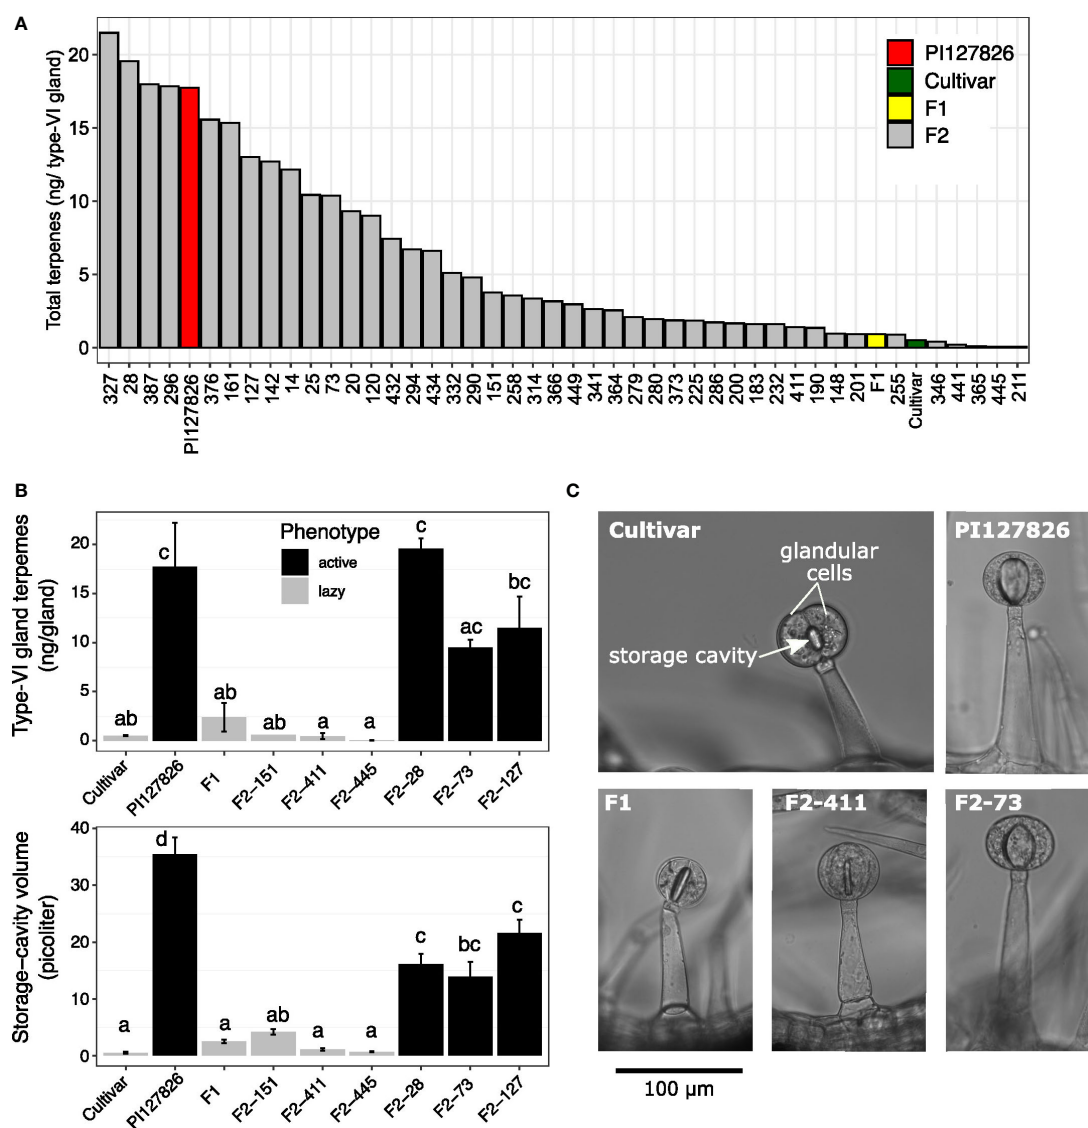 A
Total terpenes (ng/ type-VI gland)
20
15
10
5
0
PI127826
Cultivar
F1
F2
327 28 387 296 PI127826 376 161 127 142 14 25 73 20 120 432 294 434 332 290 151 258 314 366 449 341 364 279 280 373 225 286 200 183 232 411 190 148 201 F1 255 Cultivar 346 441 365 445 211
B
Type-VI gland terpemes
(ng/gland)
20
15
10
5
0
Phenotype
active
lazy
ab c ab ab a a c ac bc
Cultivar PI127826 F1 F2-151 F2-411 F2-445 F2-28 F2-73 F2-127
Storage-cavity volume
(picoliter)
40
30
20
10
0
a d a ab a a c bc c
Cultivar PI127826 F1 F2-151 F2-411 F2-445 F2-28 F2-73 F2-127
C
Cultivar
glandular
cells
storage cavity
PI127826
F1
F2-411
F2-73
100 µm